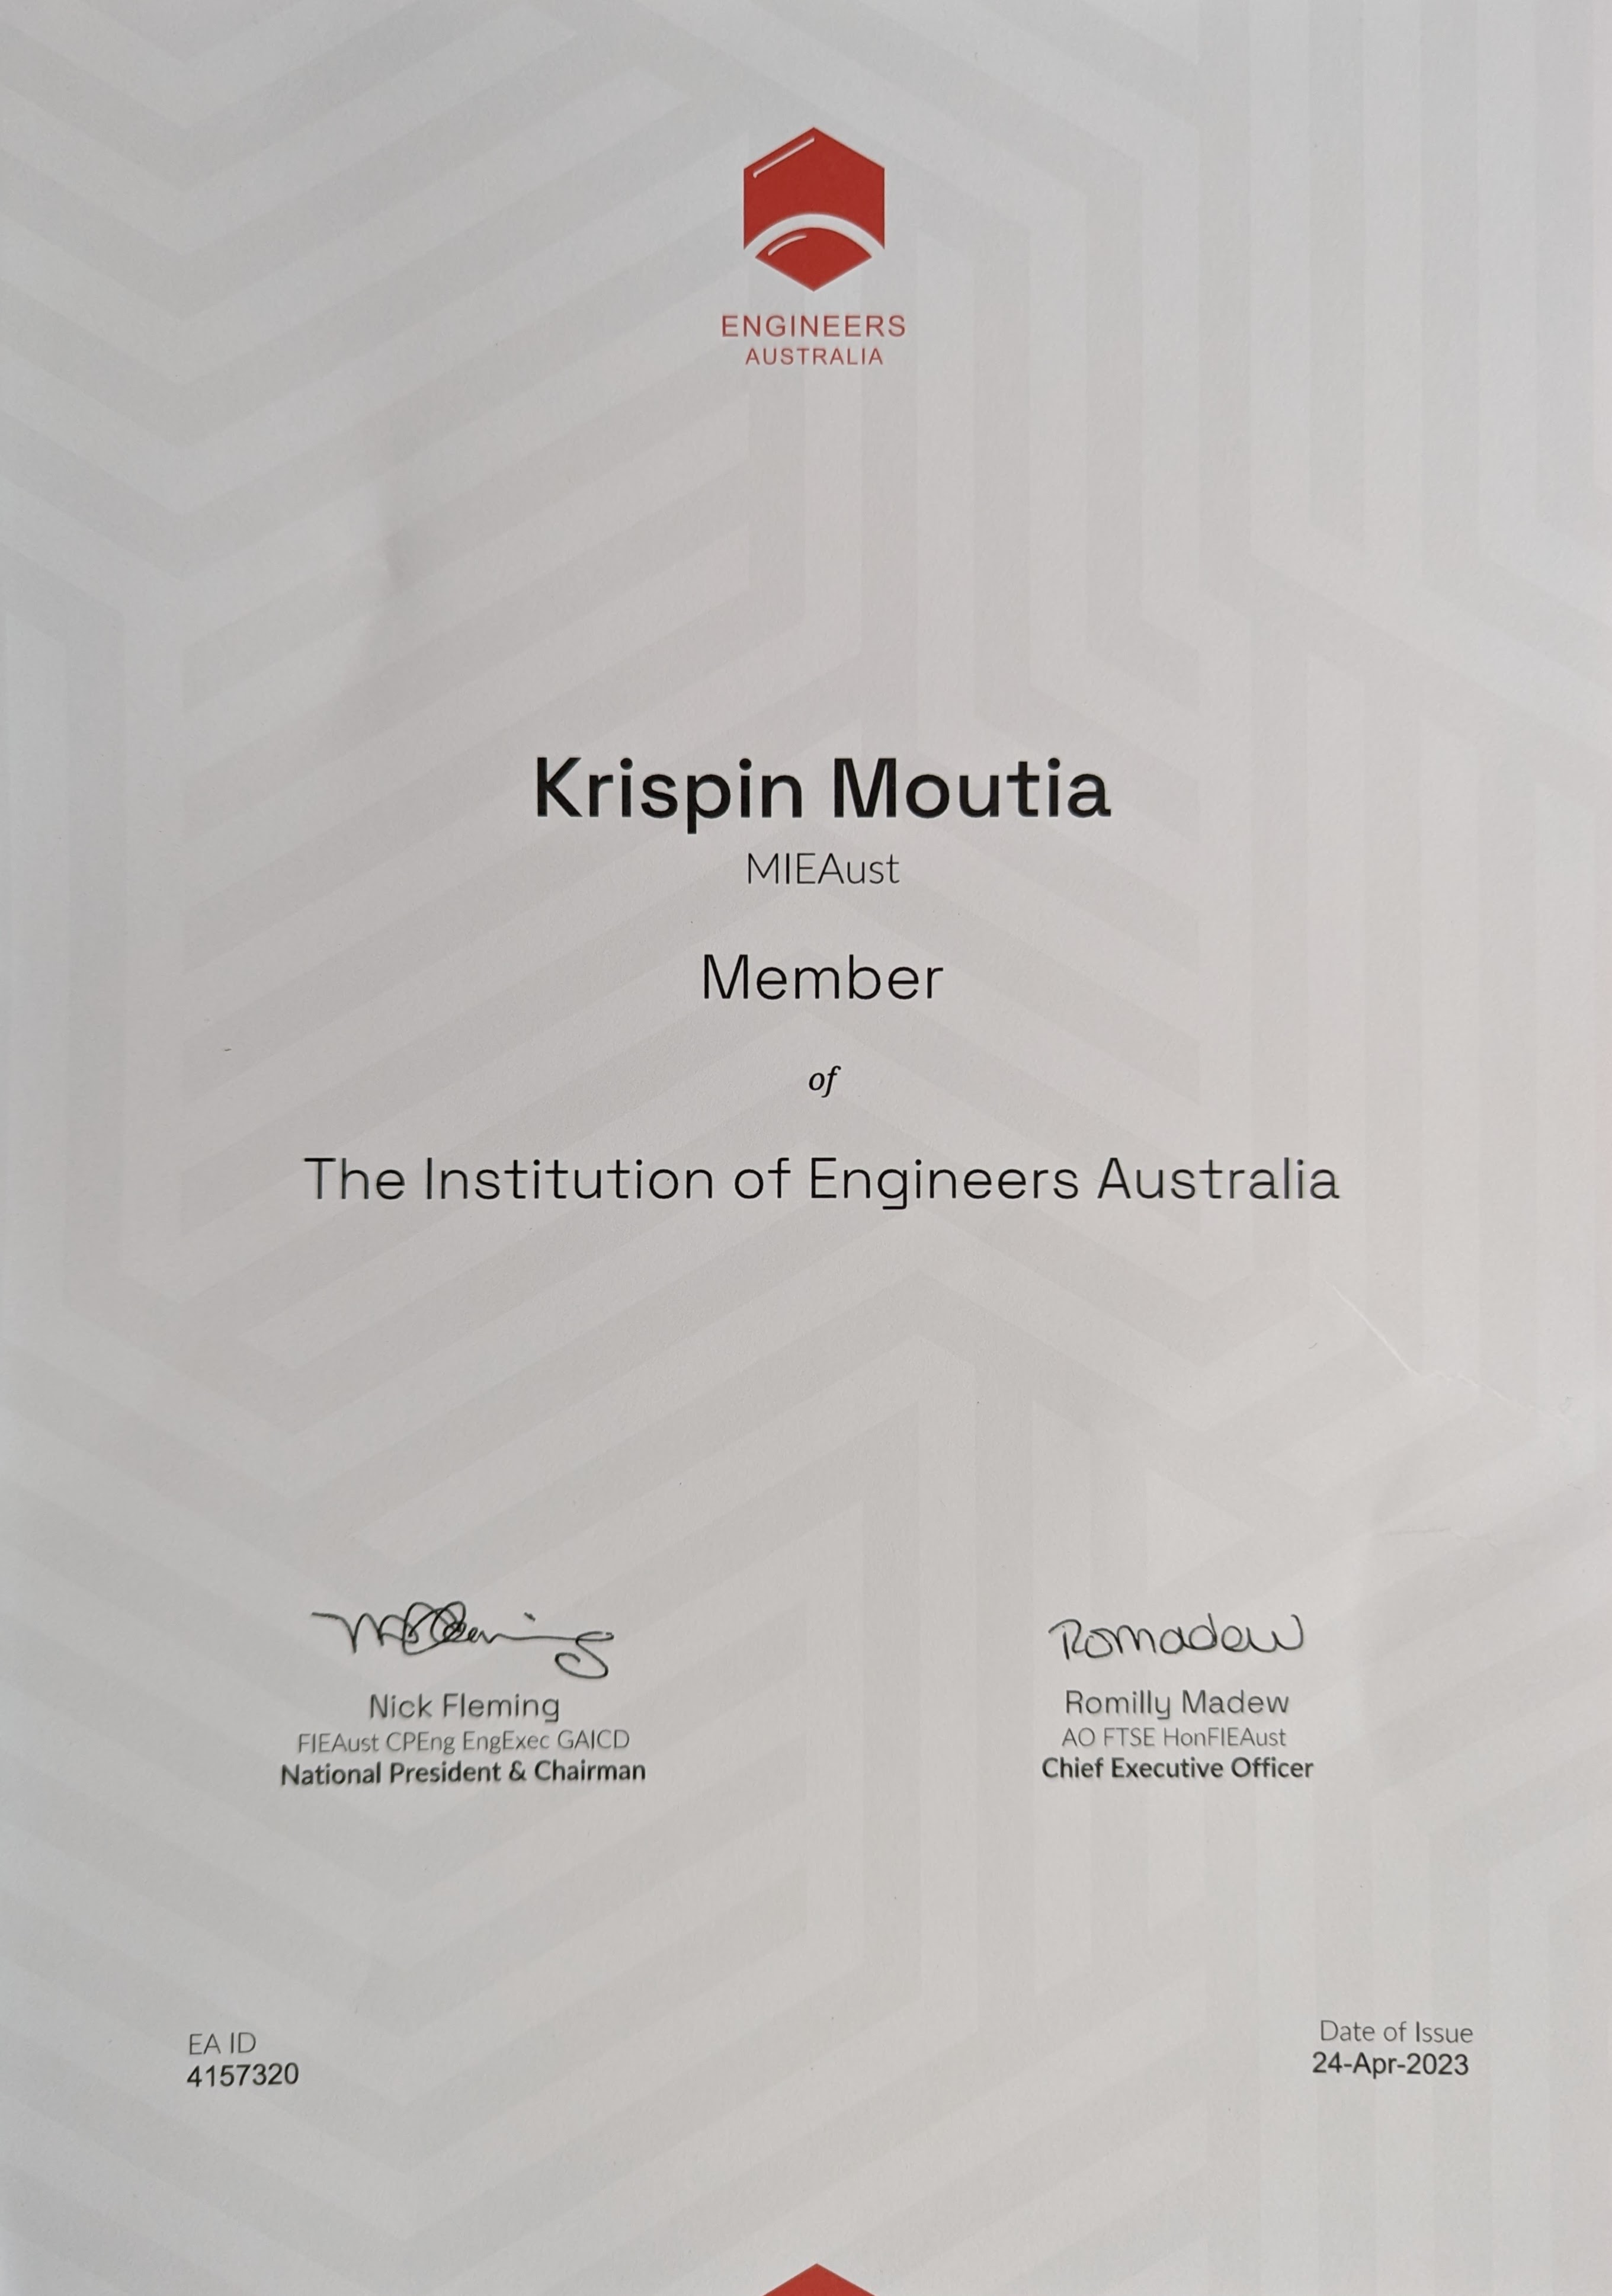 ENGINEERS
AUSTRALIA
Krispin Moutia
MIEAust
Member
of
The Institution of Engineers Australia
Romadew
Nick Fleming
FIEAust CPEng EngExec GAICD
National President & Chairman
Romilly Madew
AO FTSE HonFIEAust
Chief Executive Officer
EA ID
4157320
Date of Issue
24-Apr-2023